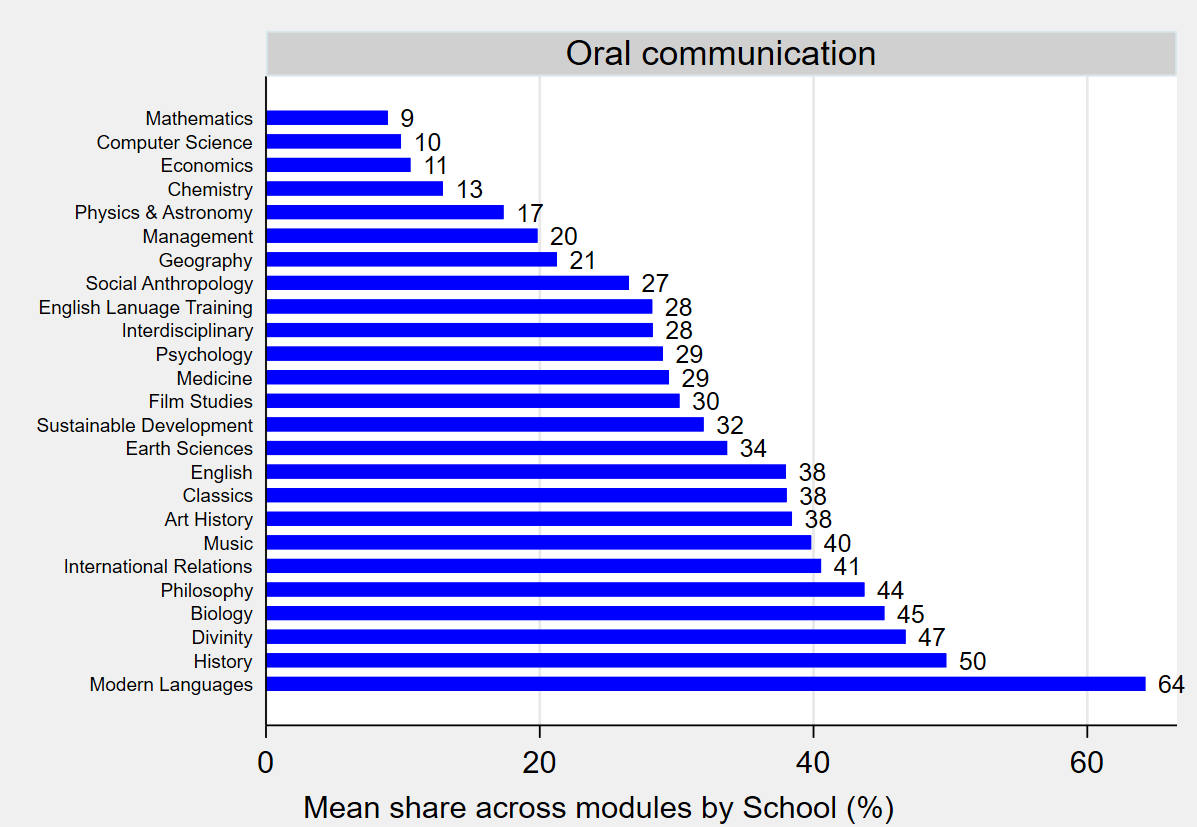 Oral communication
Mathematics 9
Computer Science 10
Economics 11
Chemistry 13
Physics & Astronomy 17
Management 20
Geography 21
Social Anthropology 27
English Lanuage Training 28
Interdisciplinary 28
Psychology 29
Medicine 29
Film Studies 30
Sustainable Development 32
Earth Sciences 34
English 38
Classics 38
Art History 38
Music 40
International Relations 41
Philosophy 44
Biology 45
Divinity 47
History 50
Modern Languages 64
0 20 40 60
Mean share across modules by School (%)